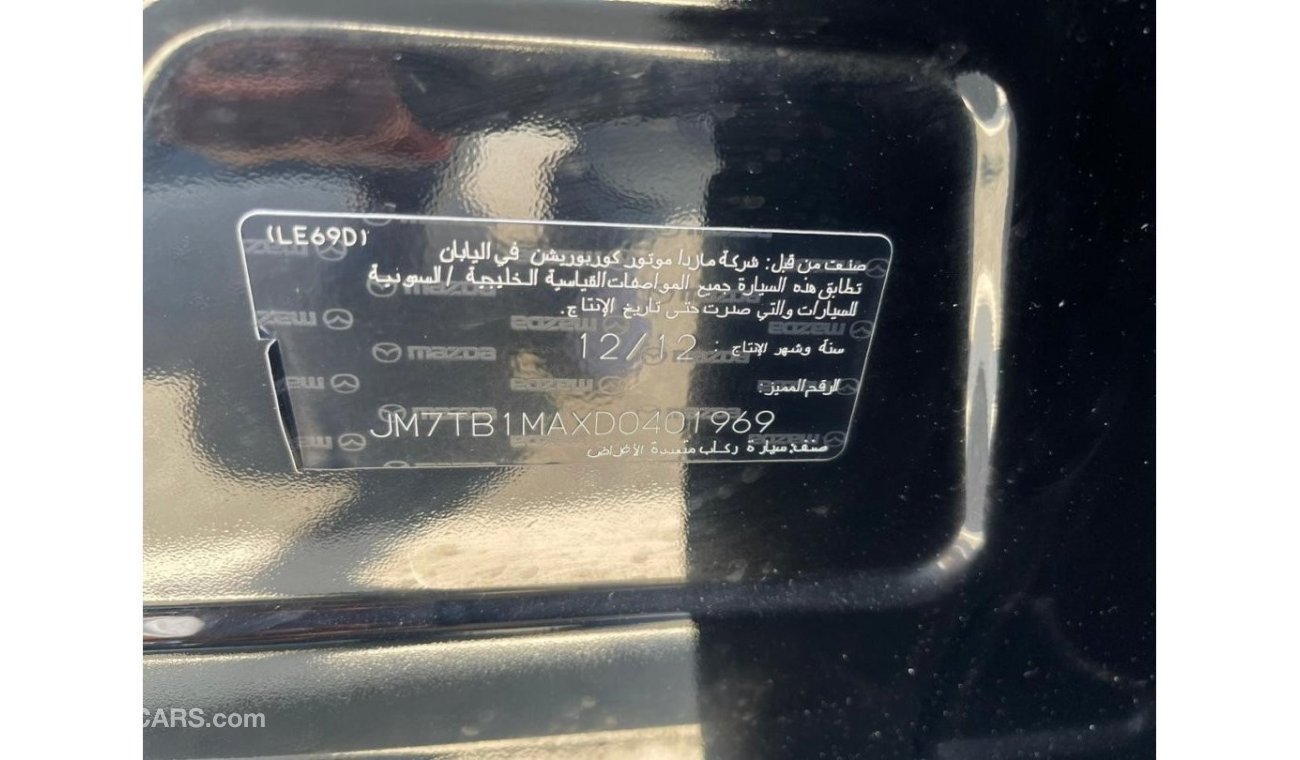 (LE69D)
صنعت من قبل: شركة مازدا موتور كوربوريشن في اليابان
تطابق هذه السيارة جميع المواصفات القياسية الخليجية / السعودية
للسيارات والتي صدرت حتى تاريخ الإنتاج.
سنة وشهر الإنتاج : 12/12
الرقم المميز:
JM7TB1MAXD0401969
صنف: سيارة ركاب متعددة الأغراض
mazda
CARS.com